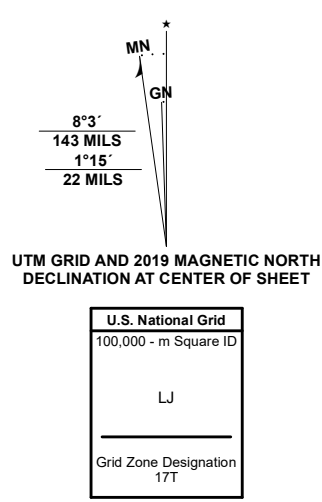 ★
MN
GN
8°3´
143 MILS
1°15´
22 MILS
UTM GRID AND 2019 MAGNETIC NORTH
DECLINATION AT CENTER OF SHEET
U.S. National Grid
100,000 - m Square ID
LJ
Grid Zone Designation
17T